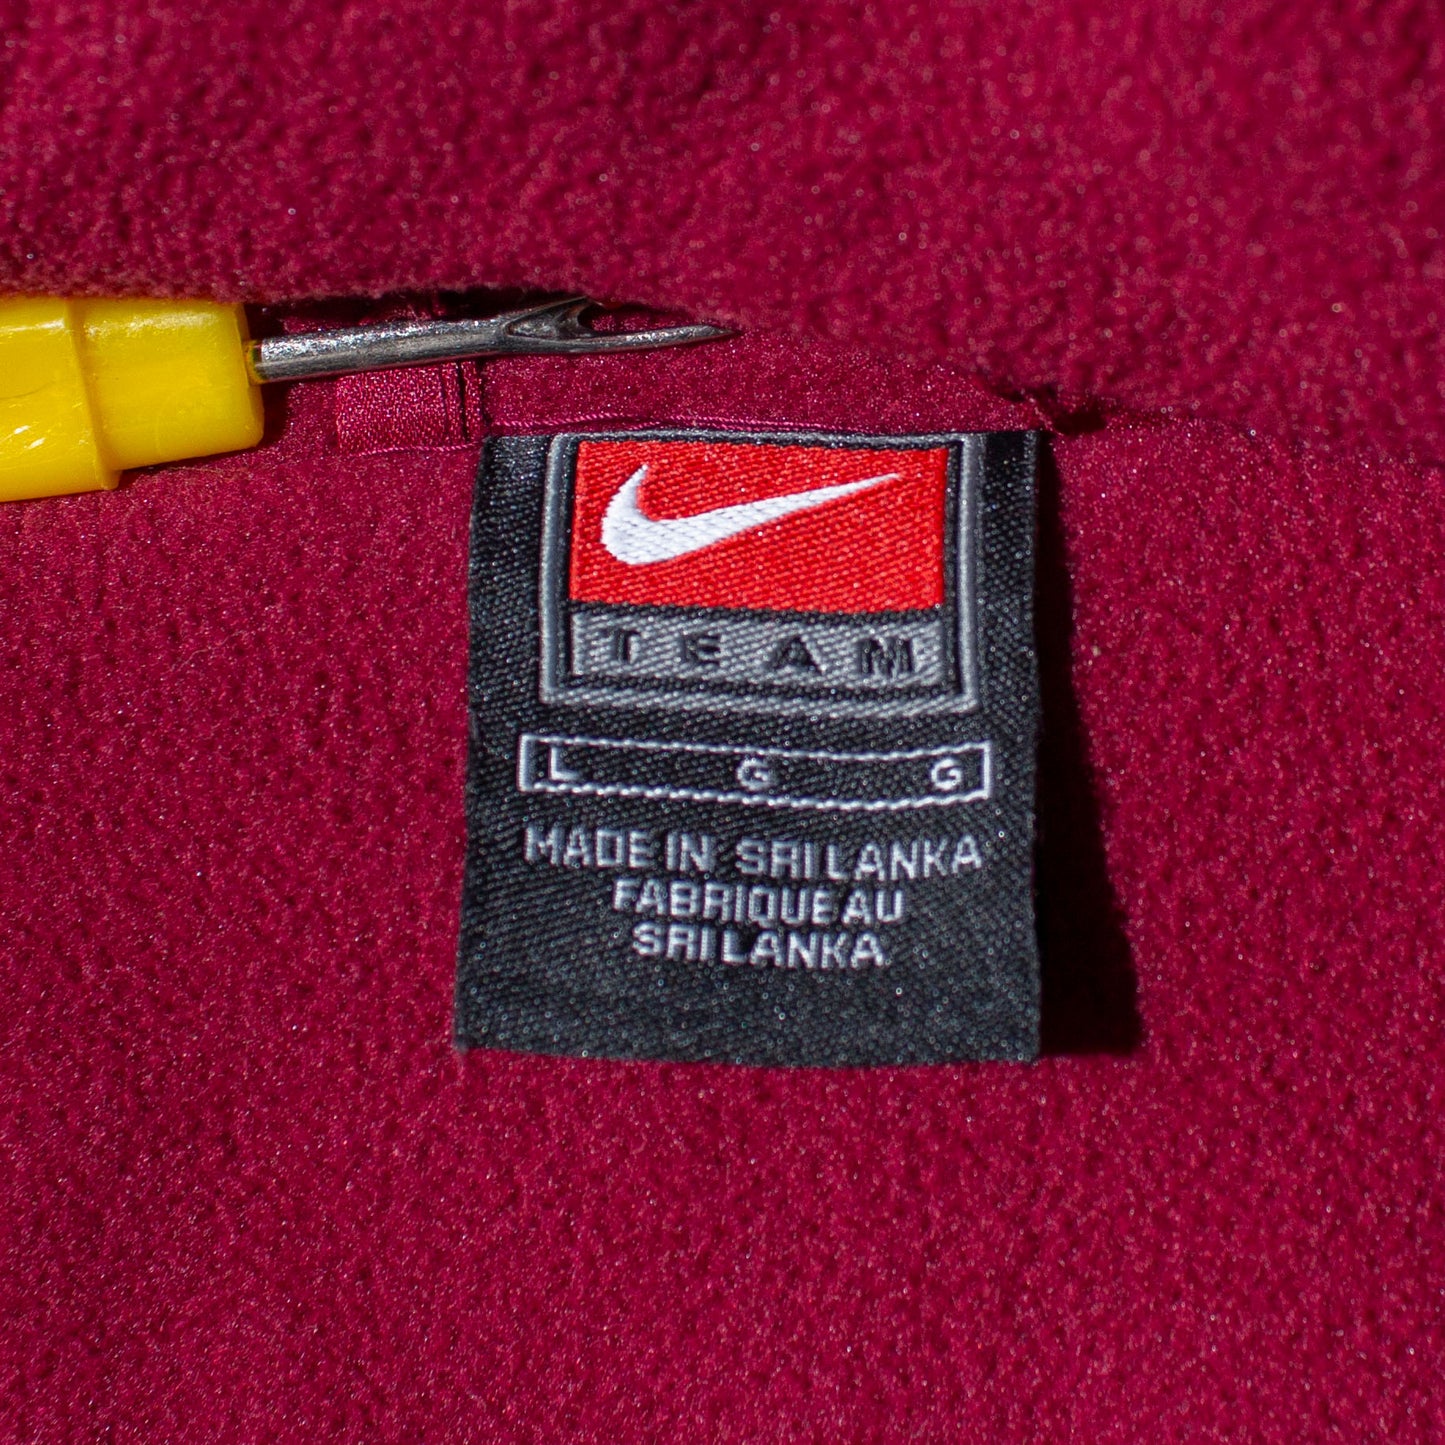 TEAM
L G G
MADE IN SRI LANKA
FABRIQUE AU
SRI LANKA